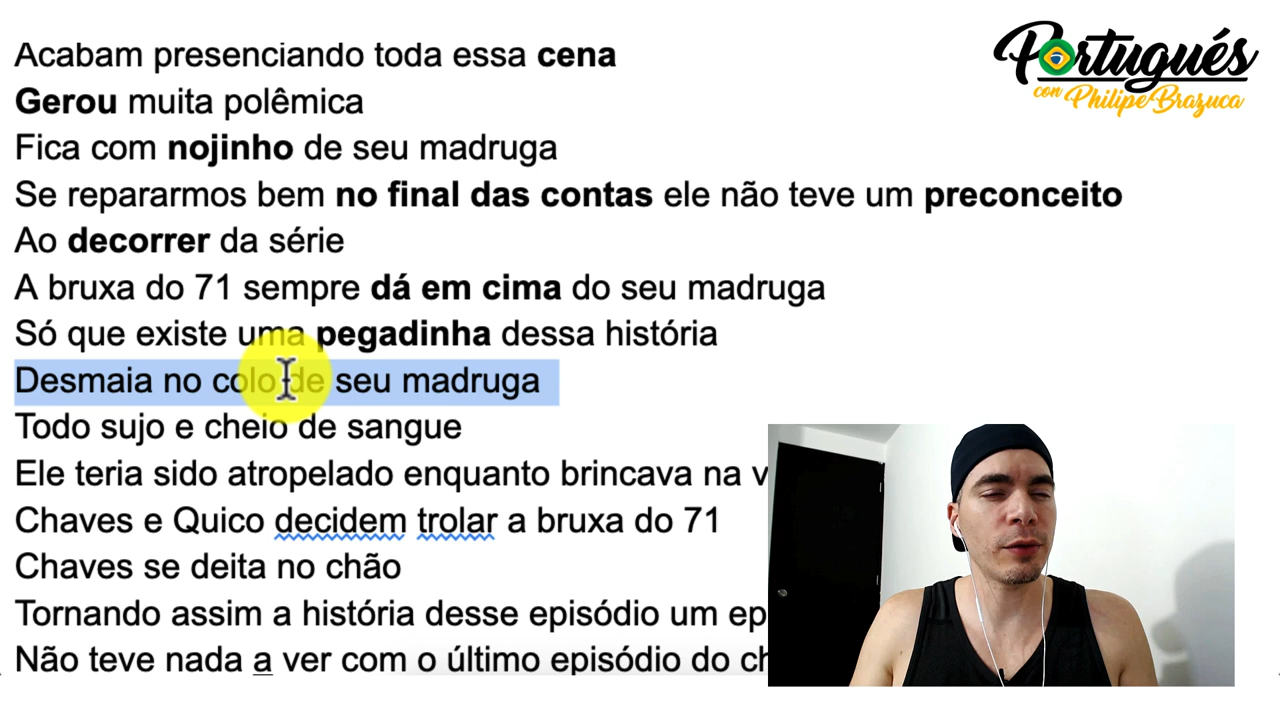 Acabam presenciando toda essa cena
Gerou muita polêmica
Fica com nojinho de seu madruga
Se repararmos bem no final das contas ele não teve um preconceito
Ao decorrer da série
A bruxa do 71 sempre dá em cima do seu madruga
Só que existe uma pegadinha dessa história
Desmaia no colo de seu madruga
Todo sujo e cheio de sangue
Ele teria sido atropelado enquanto brincava na v
Chaves e Quico decidem trolar a bruxa do 71
Chaves se deita no chão
Tornando assim a história desse episódio um ep
Não teve nada a ver com o último episódio do ch
Portugués
con PhilipeBrazuca